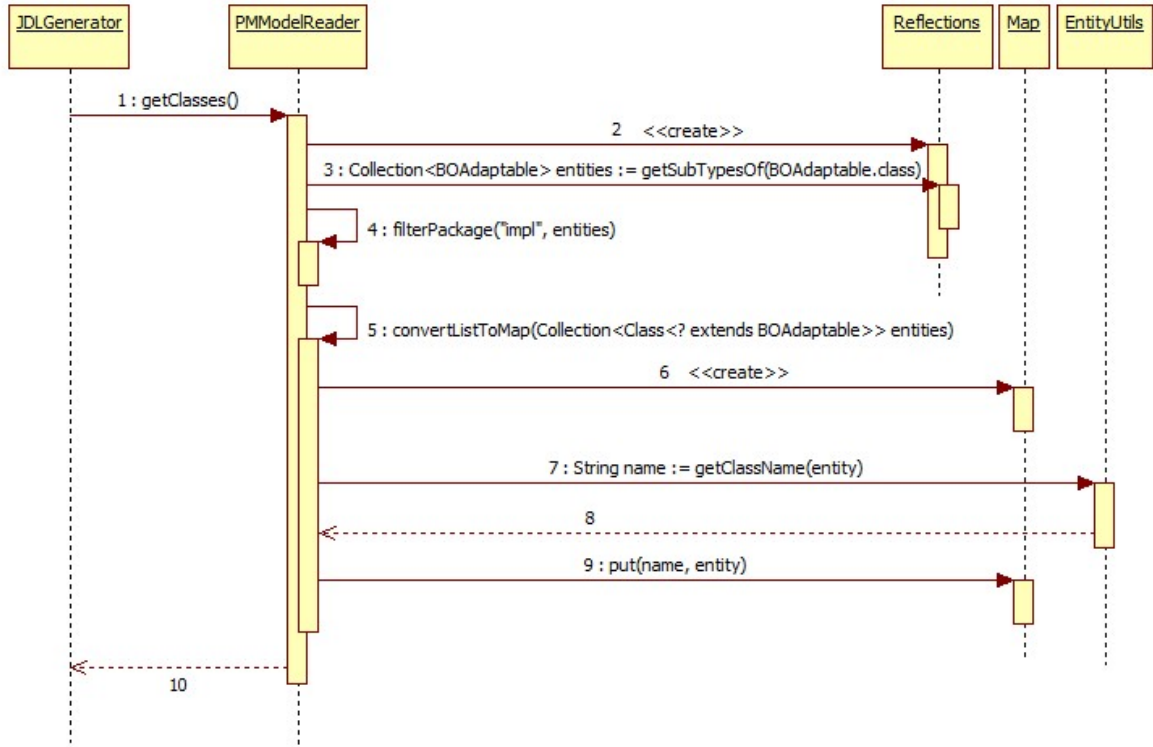 JDLGenerator
PMModelReader
Reflections
Map
EntityUtils
1 : getClasses()
2 <<create>>
3 : Collection<BOAdaptable> entities := getSubTypesOf(BOAdaptable.class)
4 : filterPackage("impl", entities)
5 : convertListToMap(Collection<Class<? extends BOAdaptable>> entities)
6 <<create>>
7 : String name := getClassName(entity)
8
9 : put(name, entity)
10